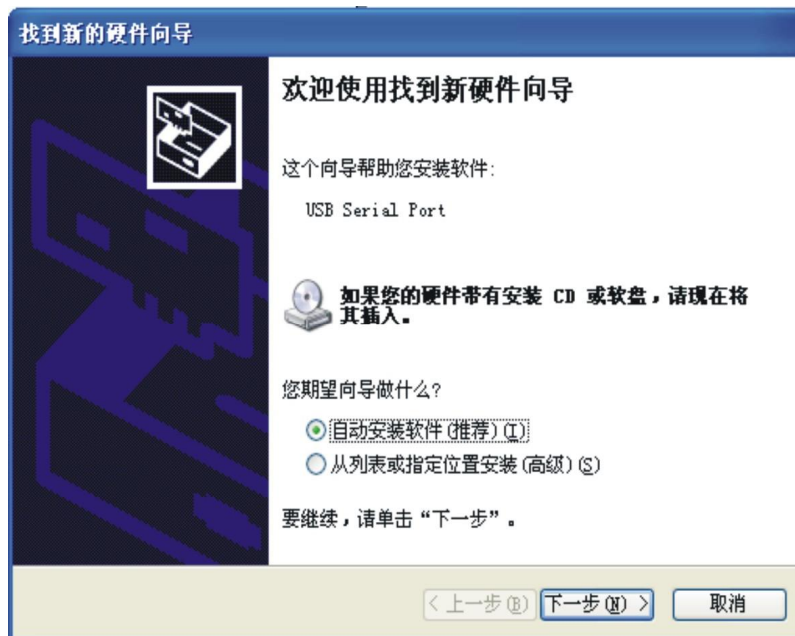 找到新的硬件向导
欢迎使用找到新硬件向导
这个向导帮助您安装软件:
USB Serial Port
如果您的硬件带有安装 CD 或软盘，请现在将
其插入。
您期望向导做什么?
自动安装软件(推荐)(I)
从列表或指定位置安装(高级)(S)
要继续，请单击“下一步”。
< 上一步(B) 下一步(N) > 取消